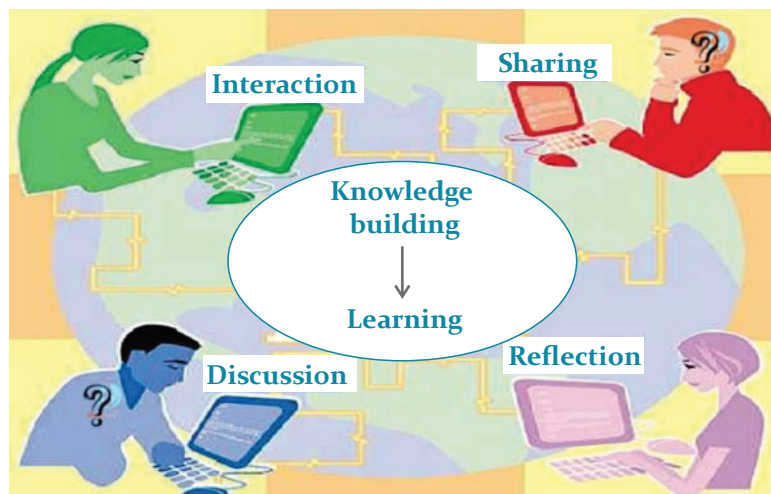 Interaction
Sharing
Knowledge
building
Learning
Discussion
Reflection